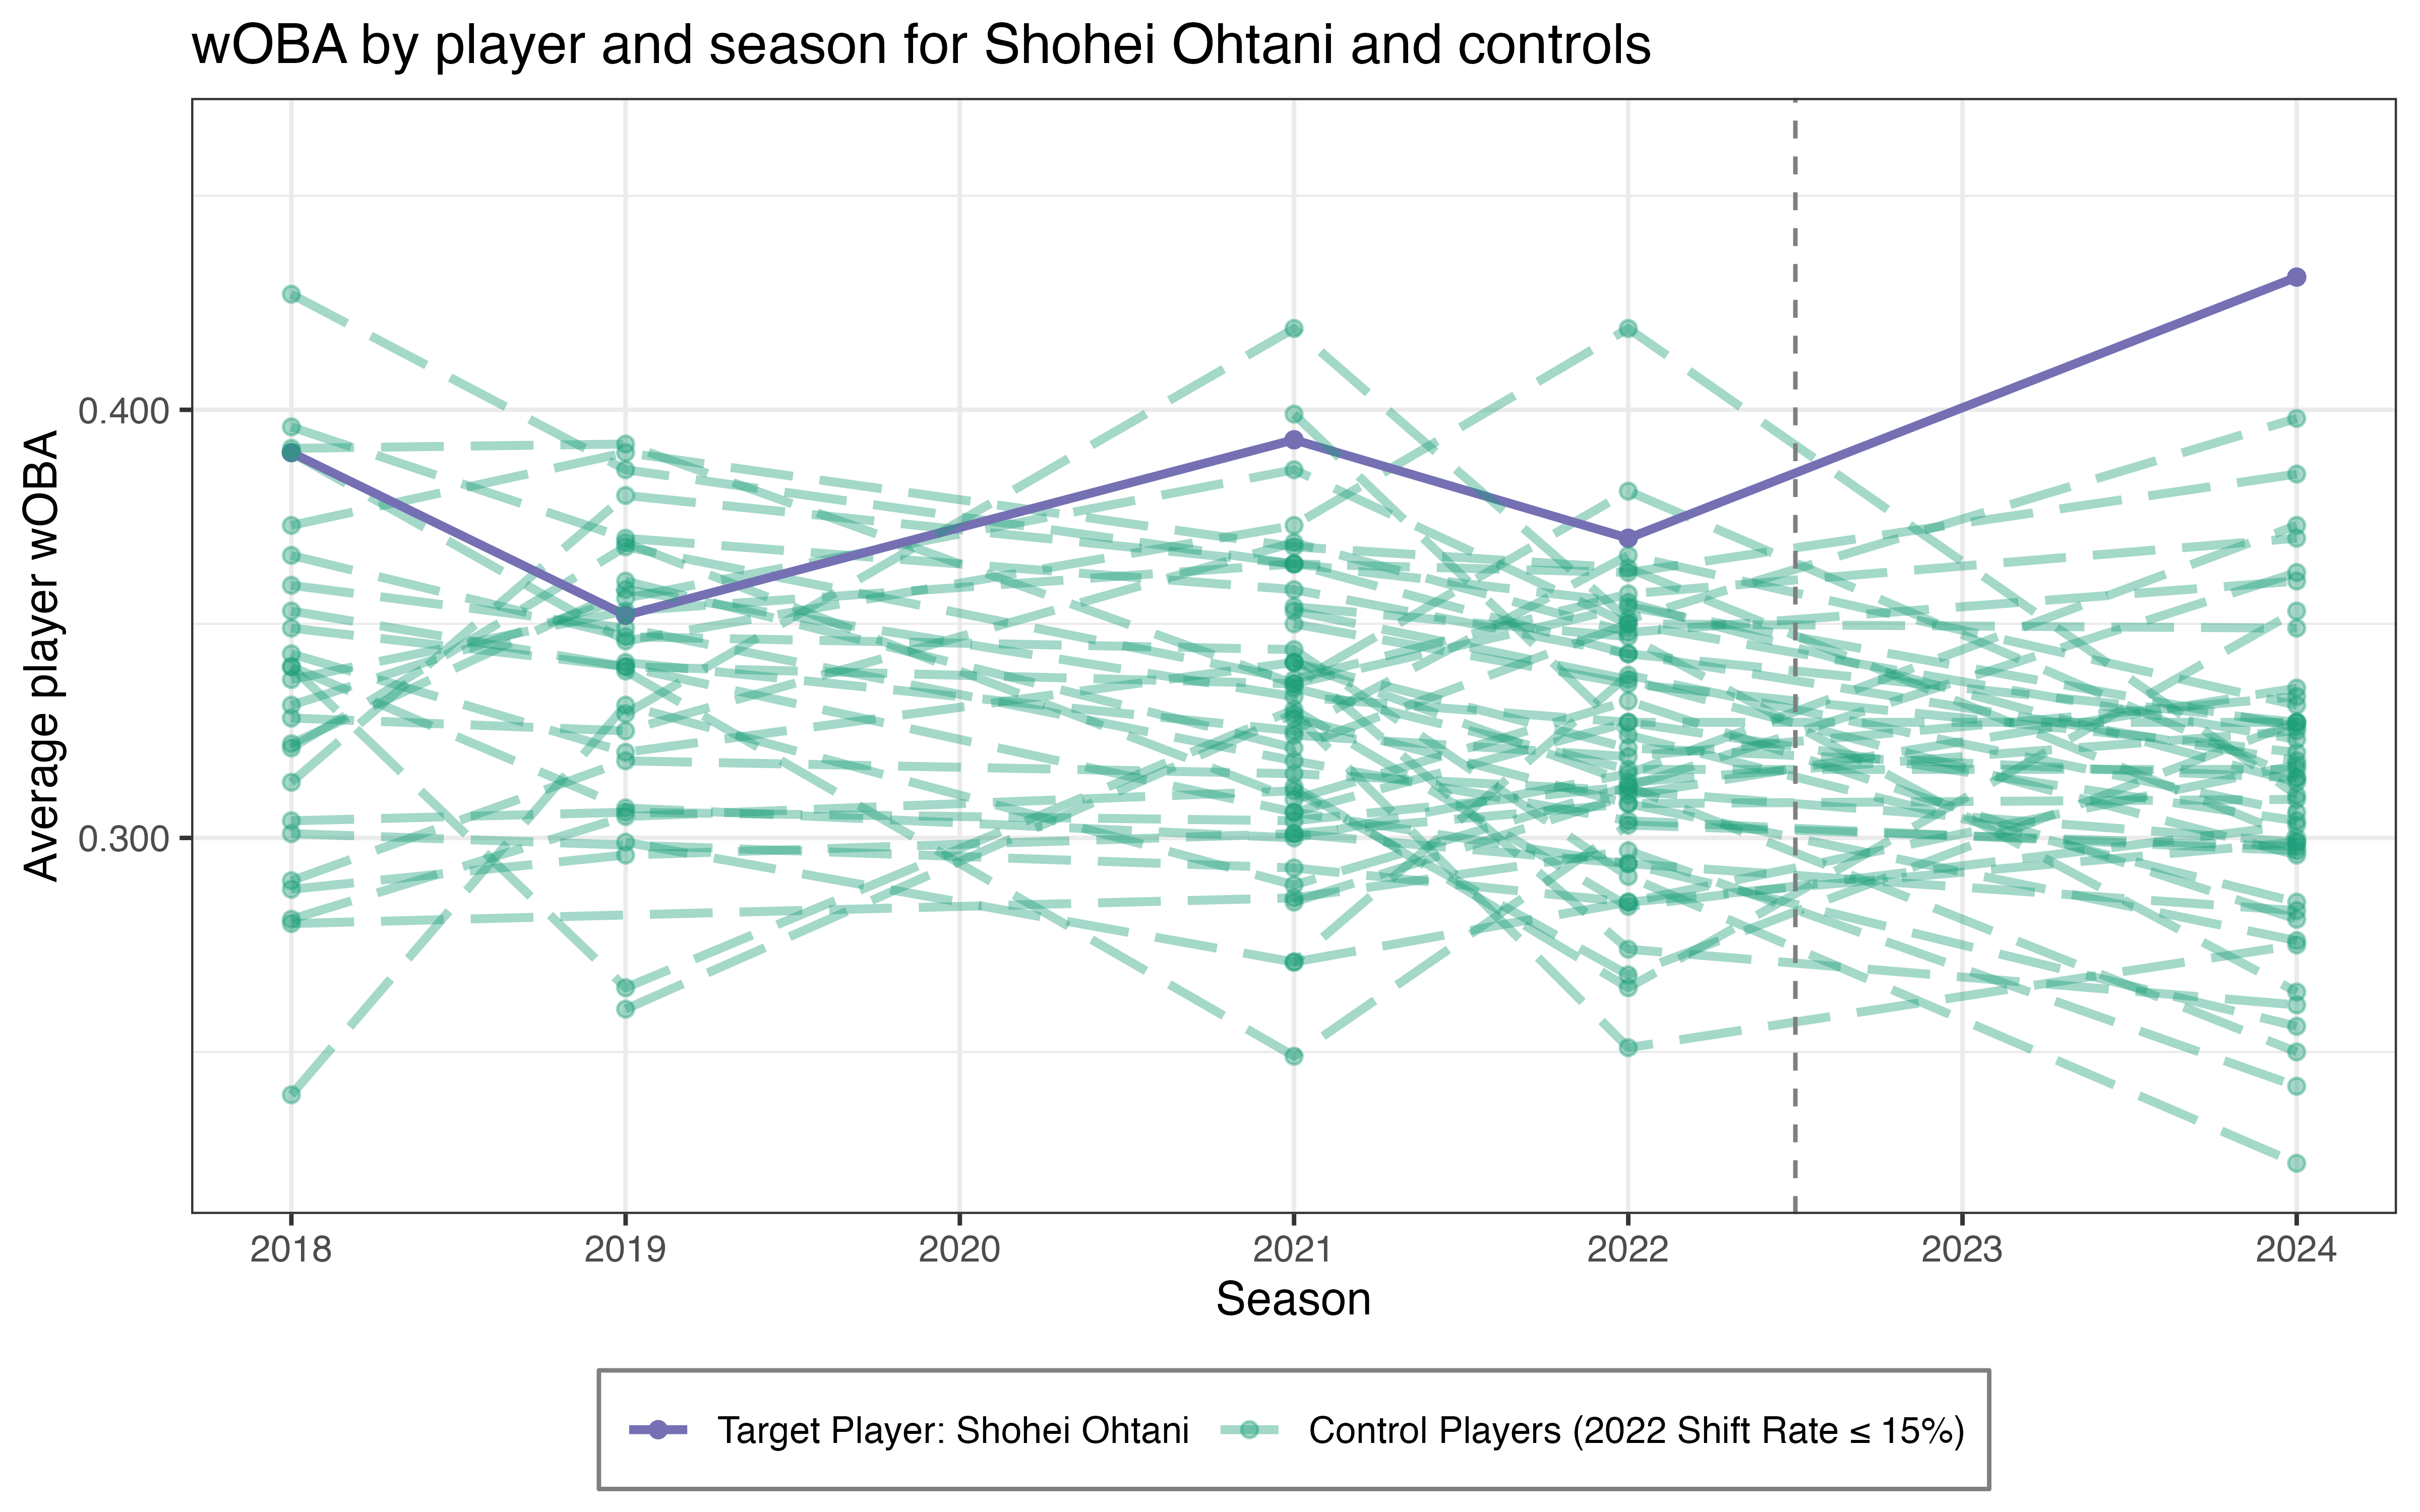 wOBA by player and season for Shohei Ohtani and controls
Average player wOBA
0.400
0.300
2018 2019 2020 2021 2022 2023 2024
Season
Target Player: Shohei Ohtani Control Players (2022 Shift Rate ≤ 15%)